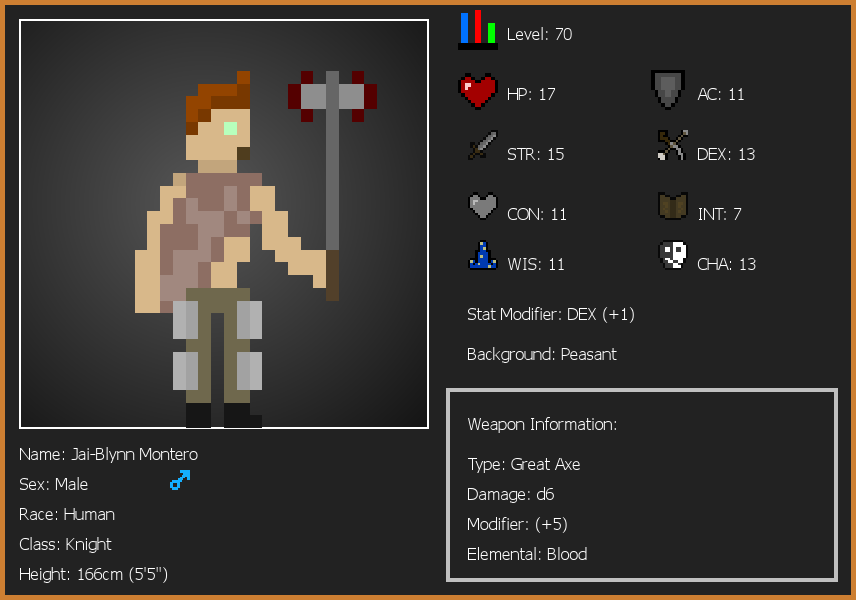 Level: 70
HP: 17
AC: 11
STR: 15
DEX: 13
CON: 11
INT: 7
WIS: 11
CHA: 13
Stat Modifier: DEX (+1)
Background: Peasant
Weapon Information:
Type: Great Axe
Damage: d6
Modifier: (+5)
Elemental: Blood
Name: Jai-Blynn Montero
Sex: Male
Race: Human
Class: Knight
Height: 166cm (5'5")